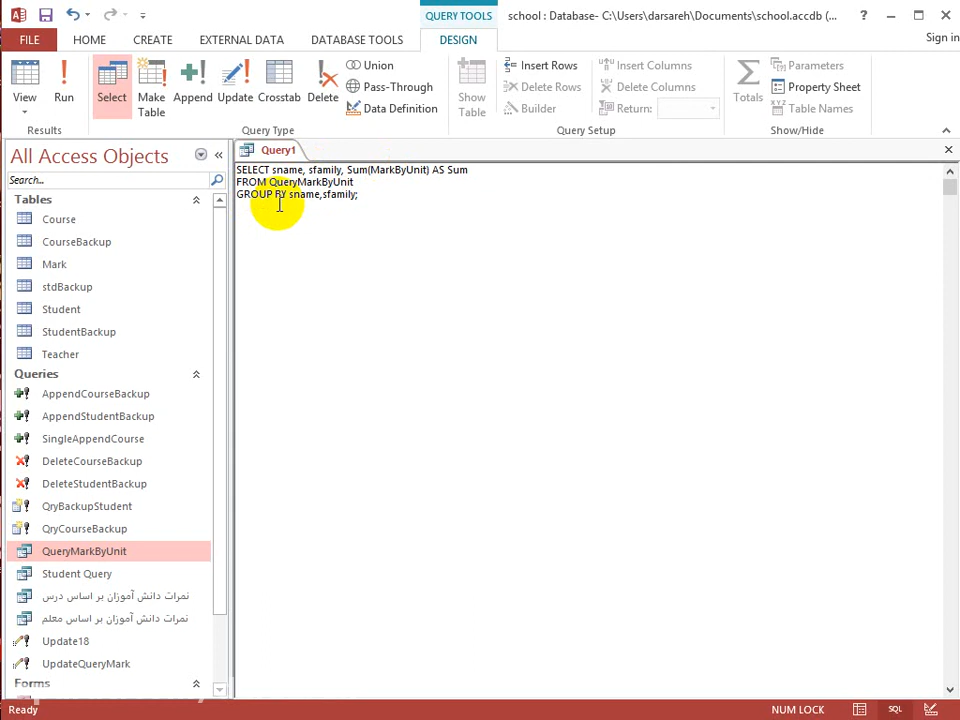 QUERY TOOLS
school : Database- C:\Users\darsareh\Documents\school.accdb (...
?
FILE
HOME
CREATE
EXTERNAL DATA
DATABASE TOOLS
DESIGN
Sign in
View
Run
Select
Make Table
Append
Update
Crosstab
Delete
Union
Pass-Through
Data Definition
Show Table
Insert Rows
Delete Rows
Builder
Insert Columns
Delete Columns
Return:
Totals
Parameters
Property Sheet
Table Names
Results
Query Type
Query Setup
Show/Hide
All Access Objects
Search...
Tables
Course
CourseBackup
Mark
stdBackup
Student
StudentBackup
Teacher
Queries
AppendCourseBackup
AppendStudentBackup
SingleAppendCourse
DeleteCourseBackup
DeleteStudentBackup
QryBackupStudent
QryCourseBackup
QueryMarkByUnit
Student Query
نمرات دانش آموزان بر اساس درس
نمرات دانش آموزان بر اساس معلم
Update18
UpdateQueryMark
Forms
Query1
SELECT sname, sfamily, Sum(MarkByUnit) AS Sum
FROM QueryMarkByUnit
GROUP BY sname,sfamily;
Ready
NUM LOCK
SQL